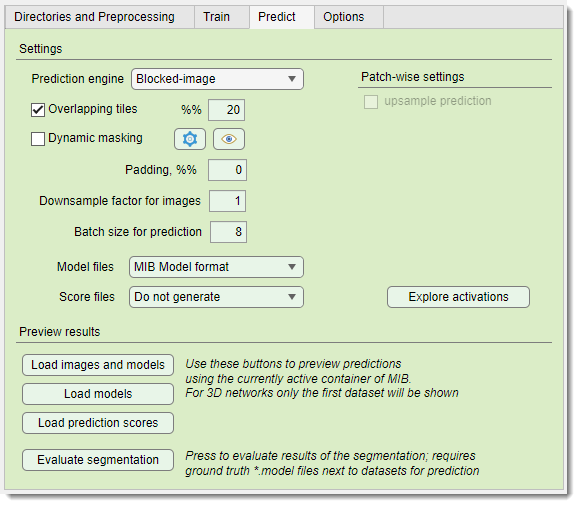 Directories and Preprocessing Train Predict Options
Settings
Prediction engine Blocked-image Patch-wise settings
Overlapping tiles %% 20 upsample prediction
Dynamic masking
Padding, %% 0
Downsample factor for images 1
Batch size for prediction 8
Model files MIB Model format
Score files Do not generate Explore activations
Preview results
Load images and models Use these buttons to preview predictions
using the currently active container of MIB.
Load models For 3D networks only the first dataset will be shown
Load prediction scores
Evaluate segmentation Press to evaluate results of the segmentation; requires
ground truth *.model files next to datasets for prediction